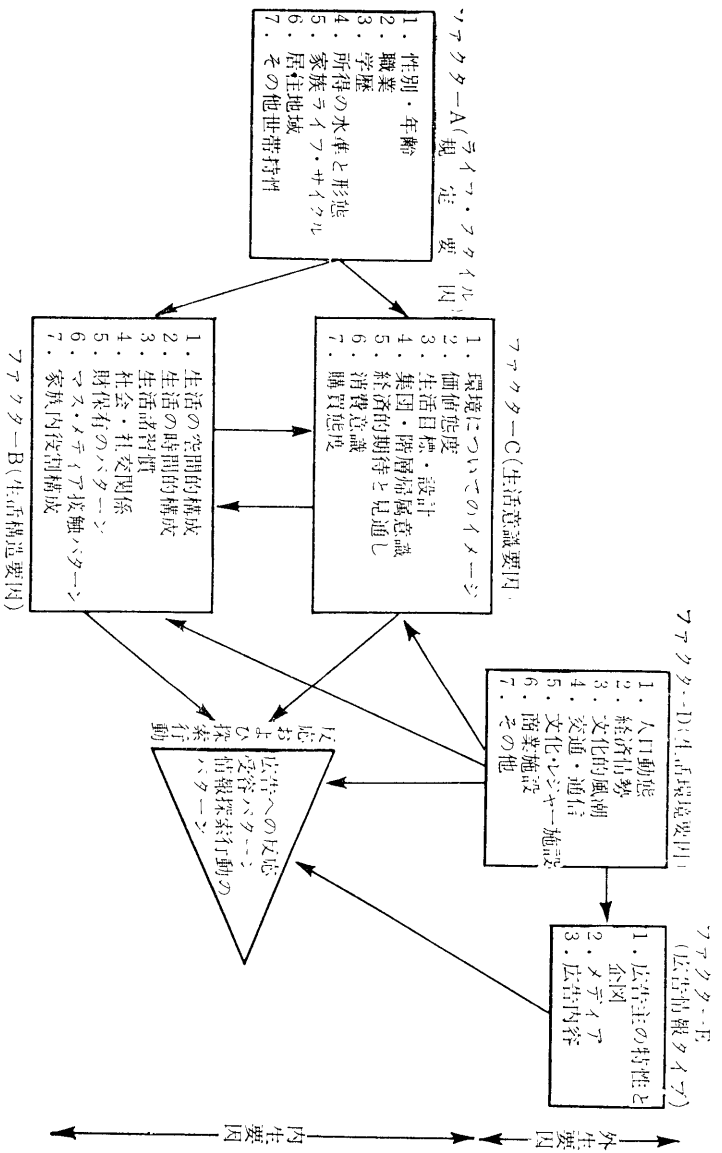 ファクターA(ライフ・スタイル
規定要因)
1．性別・年齢
2．職業
3．学歴
4．所得の水準と形態
5．家族ライフ・サイクル
6．居住地域
7．その他世帯特性
ファクターC(生活意識要因)
1．環境についてのイメージ
2．価値態度
3．生活目標・設計
4．集団・階層帰属意識
5．経済的期待と見通し
6．消費意識
7．購買態度
1．生活の空間的構成
2．生活の時間的構成
3．生活諸習慣
4．社会・社交関係
5．財保有のパターン
6．マス・メディア接触パターン
7．家族内役割構成
ファクターB(生活構造要因)
ファクターD(生活環境要因)
1．人口動態
2．経済情勢
3．文化的風潮
4．交通・通信
5．文化・レジャー施設
6．商業施設
7．その他
反応および探索行動
広告への反応
受容パターン
情報探索行動の
パターン
ファクターE
(広告情報タイプ)
1．広告主の特性と
企図
2．メディア
3．広告内容
外生要因
内生要因